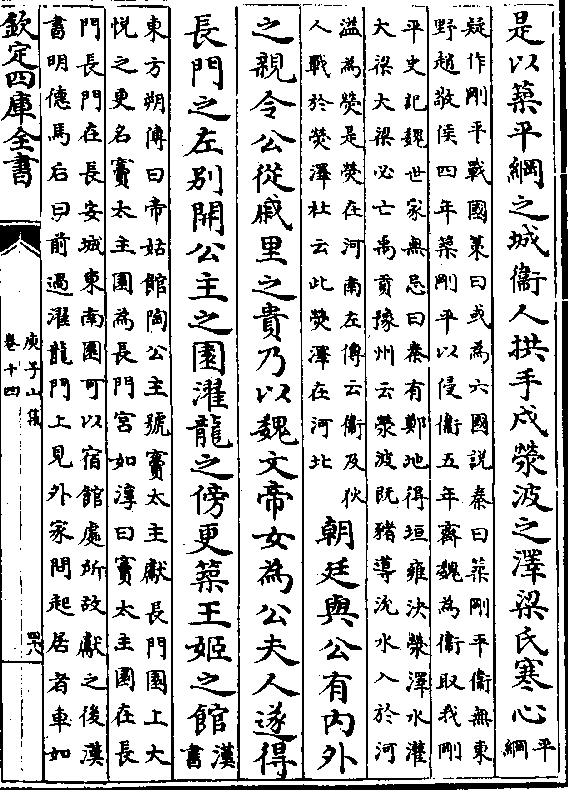 是以築平綱之城衞人拱手戍滎波之澤梁氏寒心平綱
疑作剛平戰國策曰或為六國説秦曰築剛平衞無東
野趙敬侯四年築剛平以侵衞五年齊魏為衞取我剛
平史記魏世家無忌曰秦有鄭地得垣雍決滎澤水灌
大梁大梁必亡禹貢豫州云滎波既豬導沇水入於河
溢為滎是滎在河南左傳云衞及狄
人戰於滎澤杜云此滎澤在河北
朝廷與公有内外
之親令公從戚里之貴乃以魏文帝女為公夫人遂得
長門之左别開公主之園濯龍之傍更築王姬之館漢書
東方朔傳曰帝姑館陶公主號竇太主獻長門園上大
悦之更名竇太主園為長門宫如淳曰竇太主園在長
門長門在長安城東南園可以宿館處所故獻之後漢
書明德馬后曰前過濯龍門上見外家問起居者車如
欽定四庫全書
庾子山集
卷十四
四六